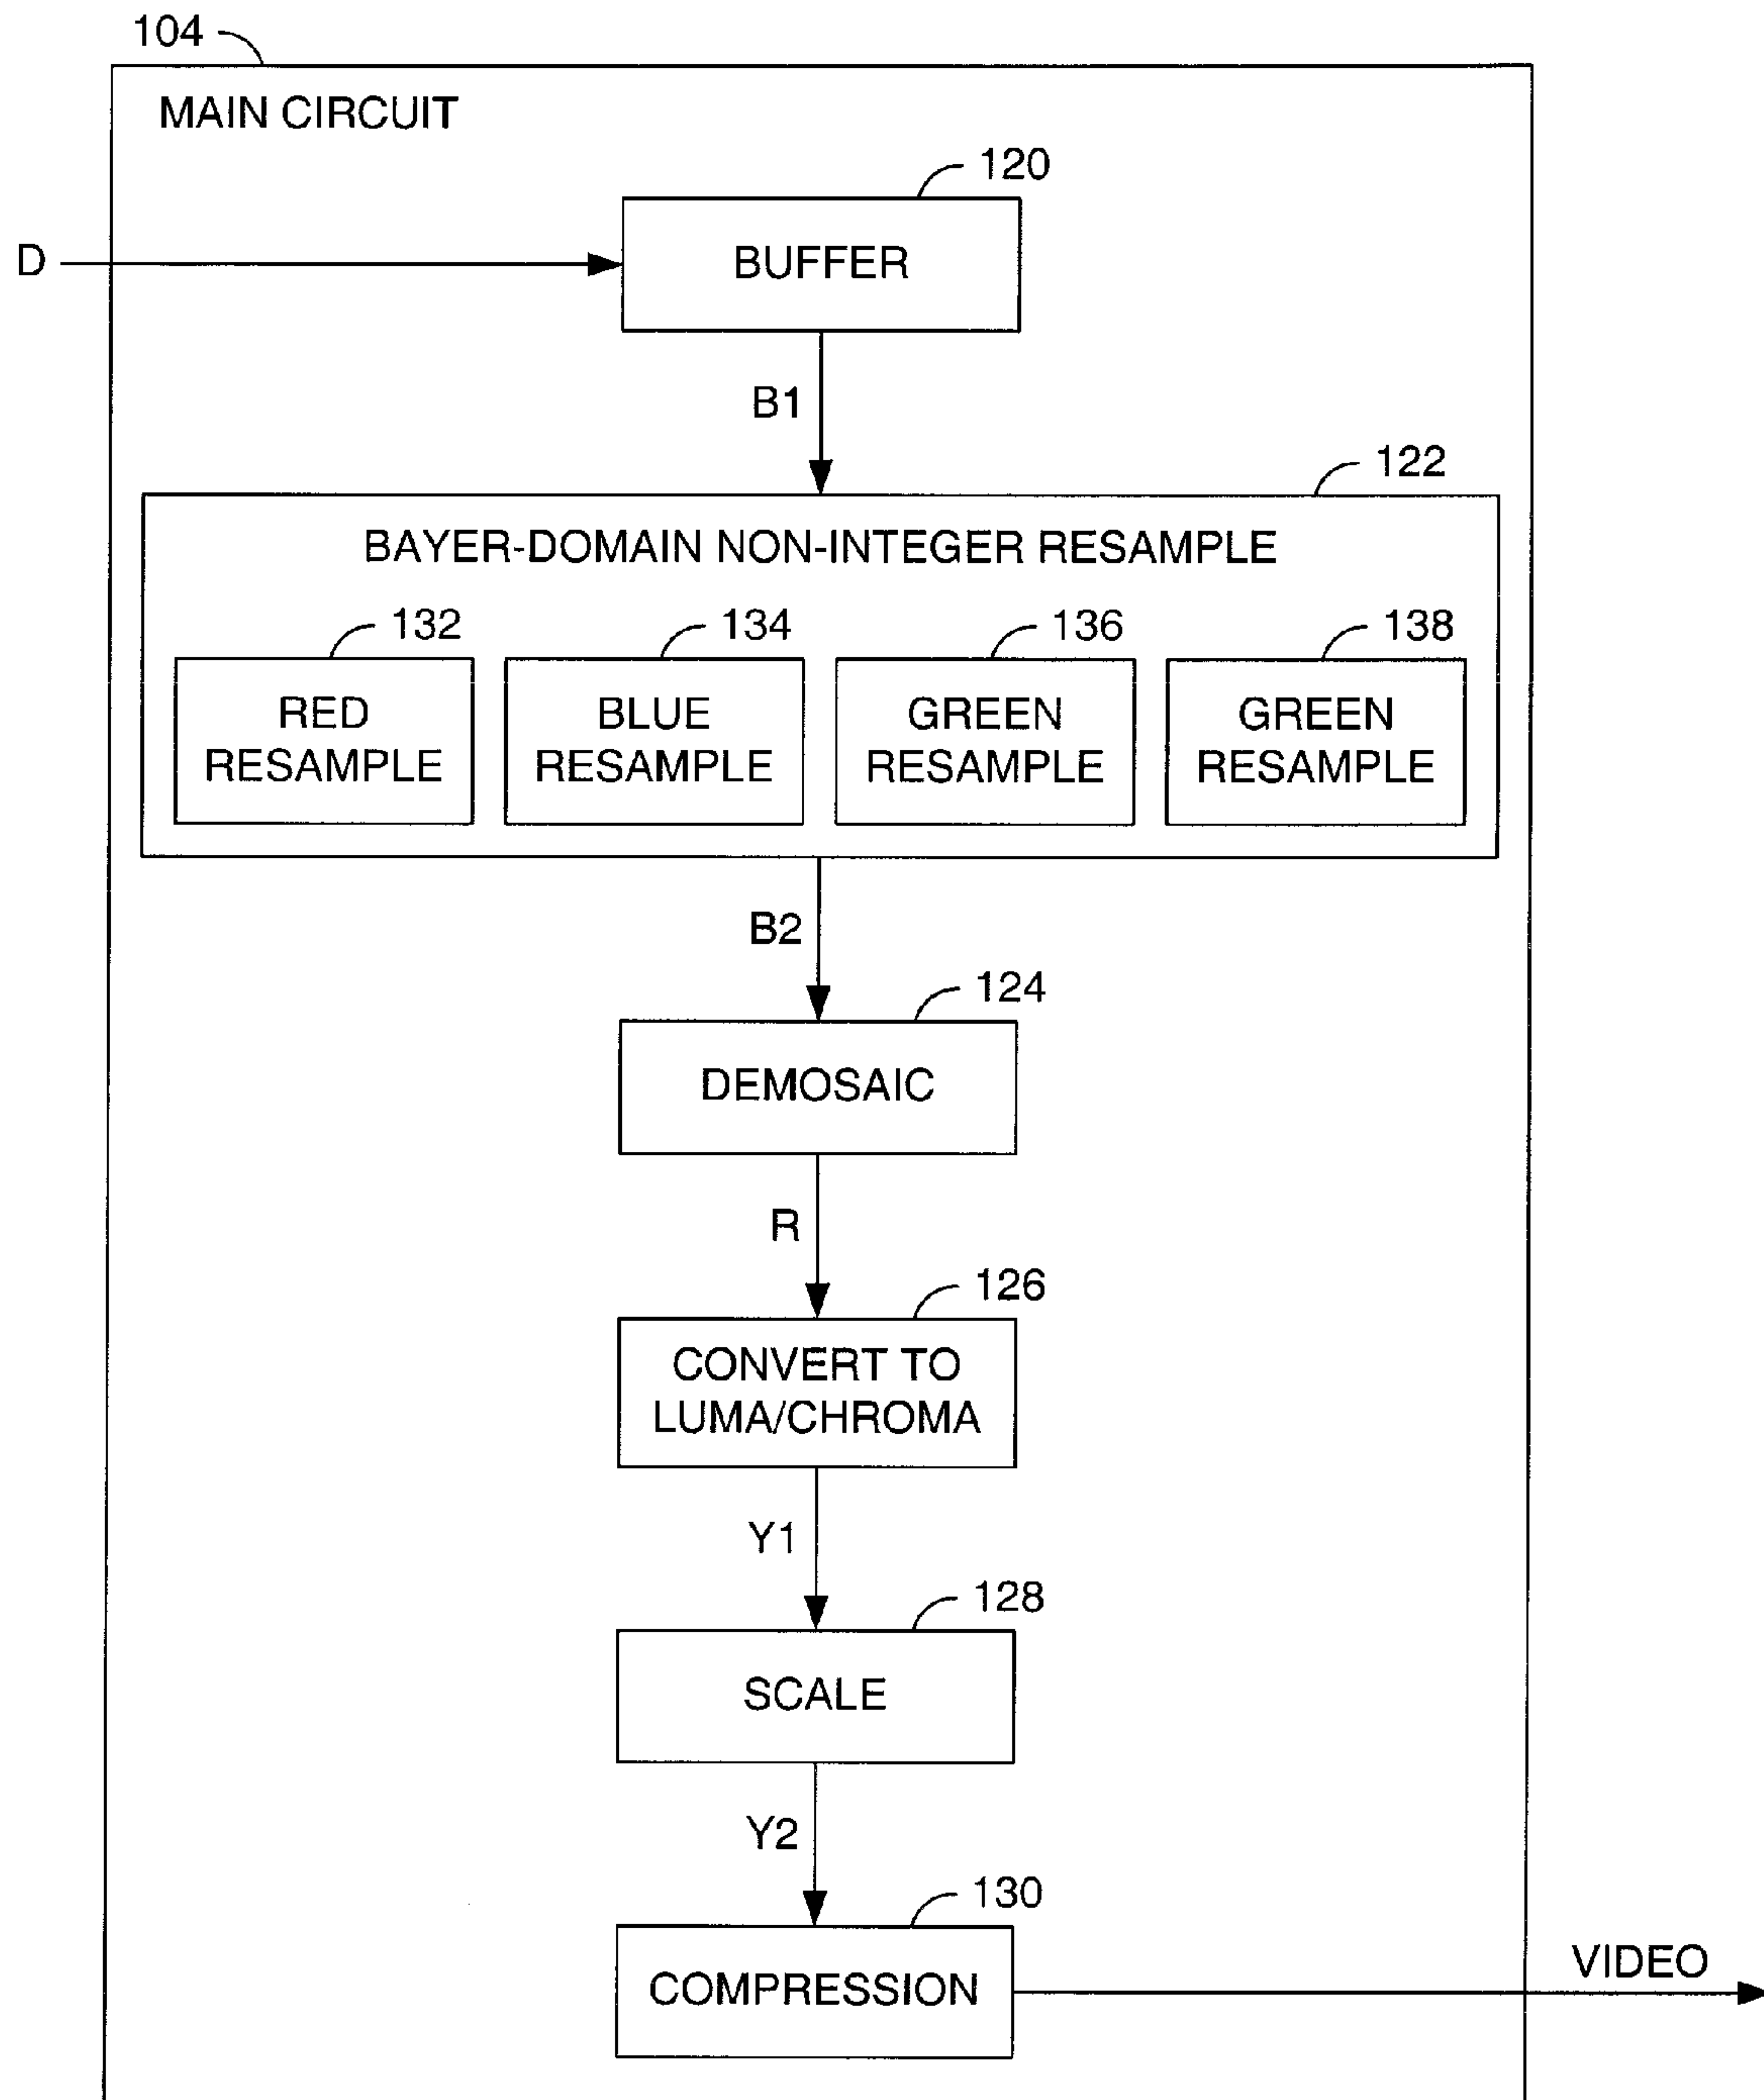 104
MAIN CIRCUIT
120
D
BUFFER
B1
122
BAYER-DOMAIN NON-INTEGER RESAMPLE
132
134
136
138
RED
RESAMPLE
BLUE
RESAMPLE
GREEN
RESAMPLE
GREEN
RESAMPLE
B2
124
DEMOSAIC
R
126
CONVERT TO
LUMA/CHROMA
Y1
128
SCALE
Y2
130
COMPRESSION
VIDEO